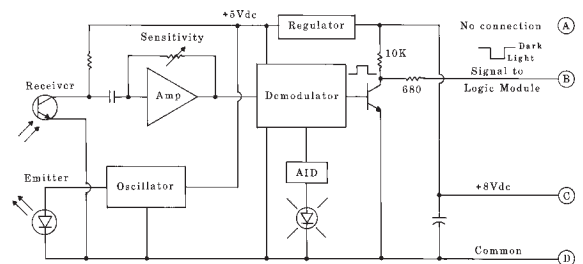 +5Vdc
Regulator
No connection
A
Sensitivity
10K
Dark
Light
Receiver
Amp
Demodulator
680
Signal to
Logic Module
B
Emitter
Oscillator
AID
+8Vdc
C
Common
D